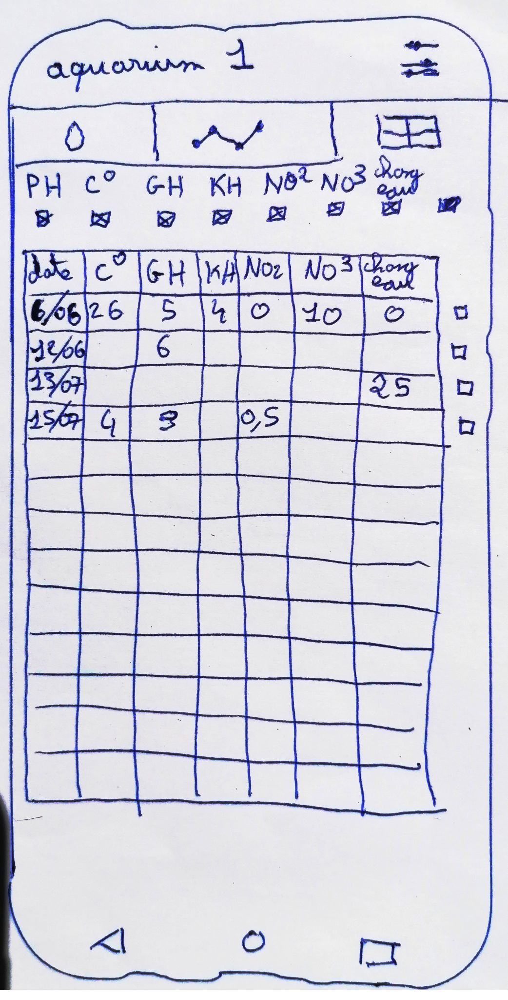 aquarium 1
PH C° GH KH NO² NO³ chang eau
date C° GH KH NO2 NO³ chang eau
6/06 26 5 4 0 10 0
12/06 6
13/07 25
15/07 4 3 0,5